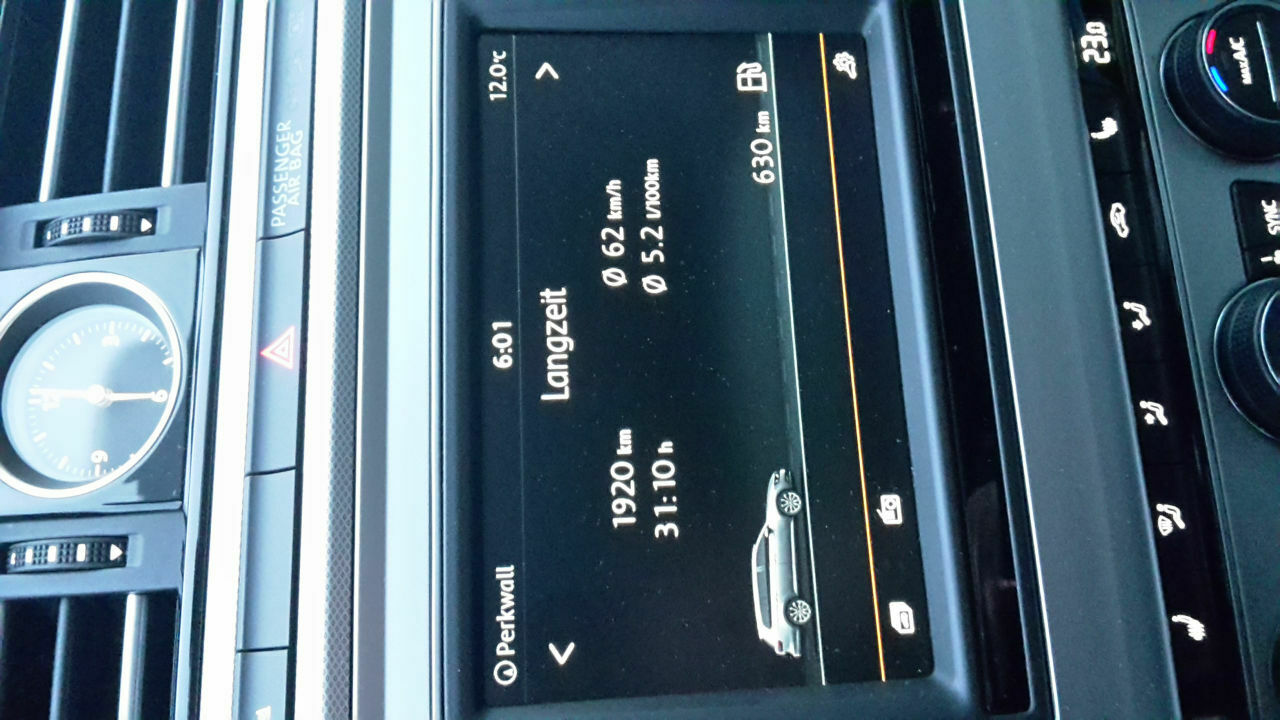 PASSENGER
AIR BAG
Perkwall
6:01
12.0°C
Langzeit
1920 km
31:10 h
Ø 62 km/h
Ø 5.2 l/100km
630 km
23.0
MAX A/C
SYNC